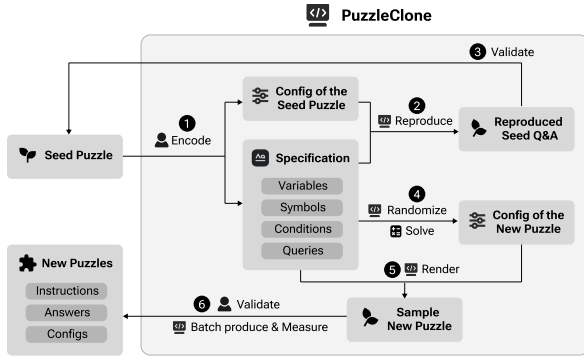 PuzzleClone
3 Validate
1
Encode
Config of the
Seed Puzzle
2
Reproduce
Reproduced
Seed Q&A
Seed Puzzle
Specification
Variables
Symbols
Conditions
Queries
4
Randomize
Solve
Config of the
New Puzzle
5 Render
New Puzzles
Instructions
Answers
Configs
6 Validate
Batch produce & Measure
Sample
New Puzzle